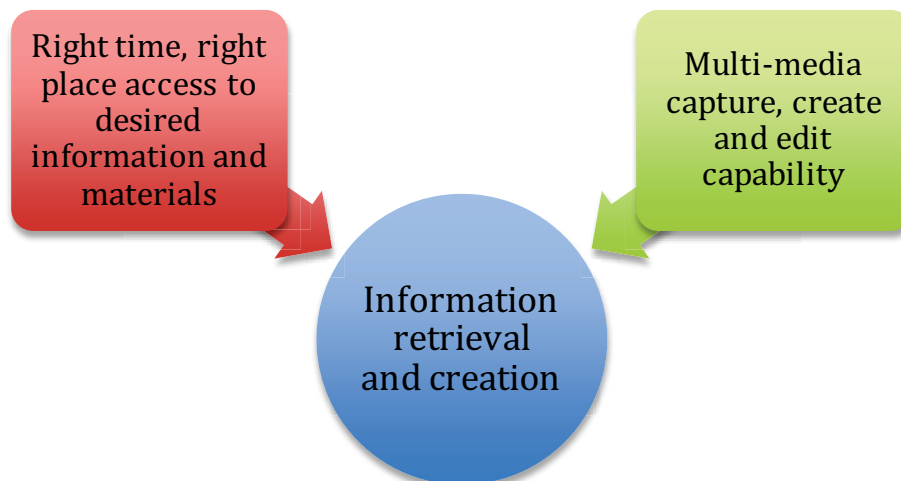 Right time, right
place access to
desired
information and
materials
Multi-media
capture, create
and edit
capability
Information
retrieval
and creation